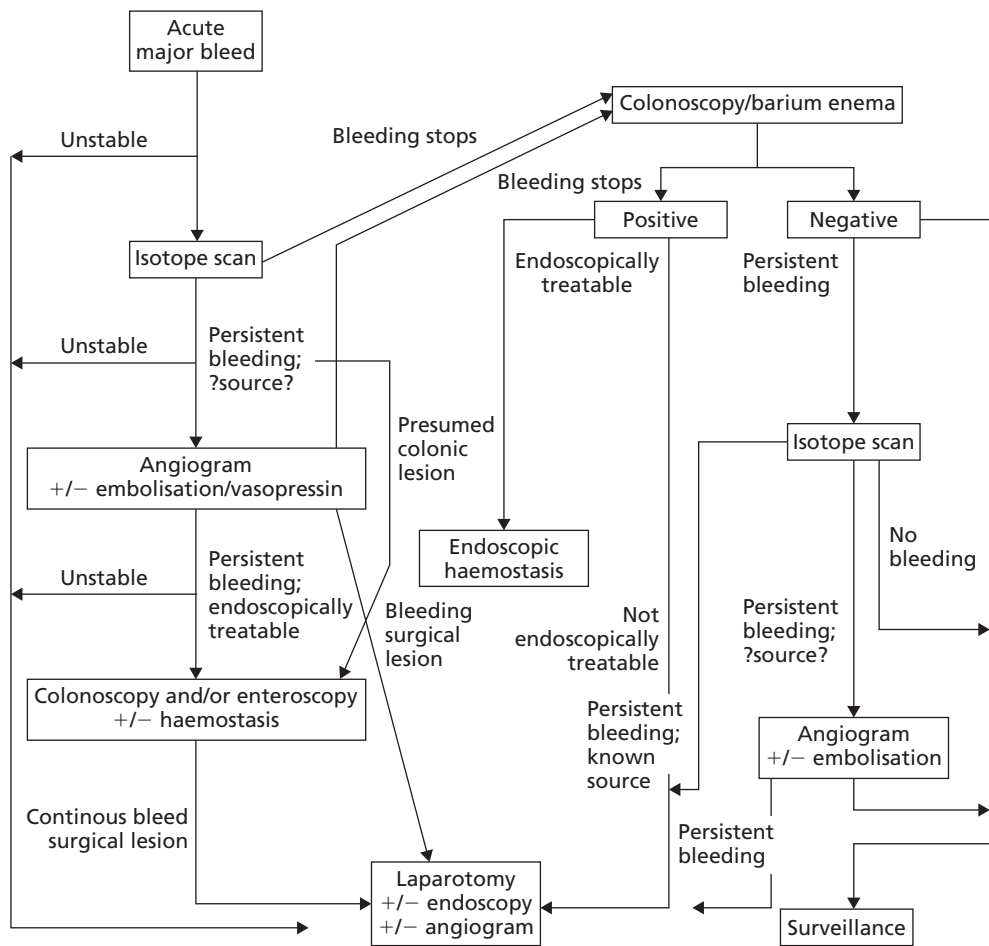 Acute
major bleed
Unstable
Bleeding stops
Colonoscopy/barium enema
Bleeding stops
Positive
Negative
Isotope scan
Endoscopically
treatable
Persistent
bleeding
Unstable
Persistent
bleeding;
?source?
Presumed
colonic
lesion
Isotope scan
Angiogram
+/− embolisation/vasopressin
Endoscopic
haemostasis
No
bleeding
Unstable
Persistent
bleeding;
endoscopically
treatable
Bleeding
surgical
lesion
Not
endoscopically
treatable
Persistent
bleeding;
?source?
Colonoscopy and/or enteroscopy
+/− haemostasis
Persistent
bleeding;
known
source
Angiogram
+/− embolisation
Continous bleed
surgical lesion
Persistent
bleeding
Laparotomy
+/− endoscopy
+/− angiogram
Surveillance